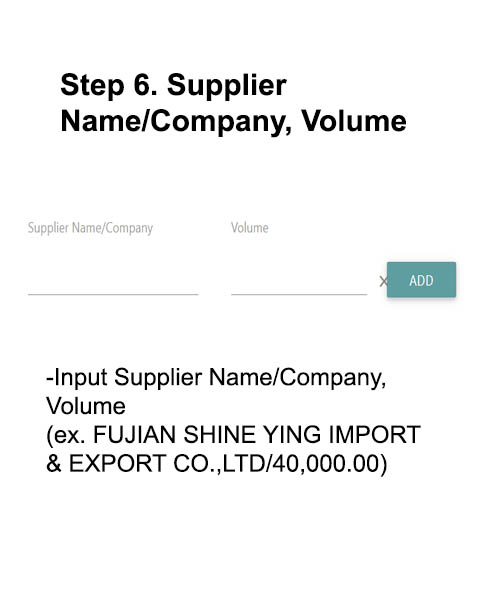 Step 6. Supplier
Name/Company, Volume
Supplier Name/Company
Volume
X
ADD
-Input Supplier Name/Company,
Volume
(ex. FUJIAN SHINE YING IMPORT
& EXPORT CO.,LTD/40,000.00)